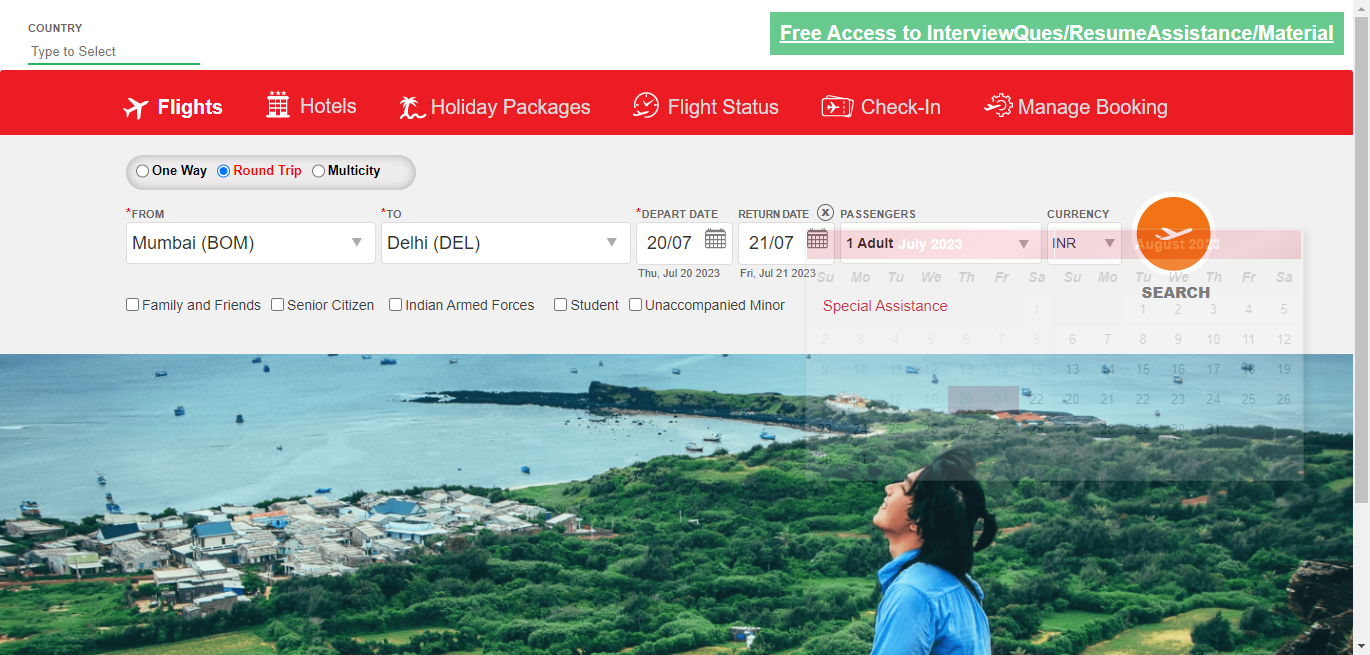 COUNTRY
Type to Select
Free Access to InterviewQues/ResumeAssistance/Material
Flights Hotels Holiday Packages Flight Status Check-In Manage Booking
One Way Round Trip Multicity
*FROM *TO *DEPART DATE RETURN DATE X PASSENGERS CURRENCY
Mumbai (BOM) Delhi (DEL) 20/07 21/07 1 Adult INR
July 2023 August 2023
Thu, Jul 20 2023 Fri, Jul 21 2023
Su Mo Tu We Th Fr Sa Su Mo Tu We Th Fr Sa
SEARCH
Family and Friends Senior Citizen Indian Armed Forces Student Unaccompanied Minor
Special Assistance
1 1 2 3 4 5
2 3 4 5 6 7 8 6 7 8 9 10 11 12
9 10 11 12 13 14 15 13 14 15 16 17 18 19
18 19 20 21 22 20 21 22 23 24 25 26
25 26 27 28 29 27 28 29 30 31